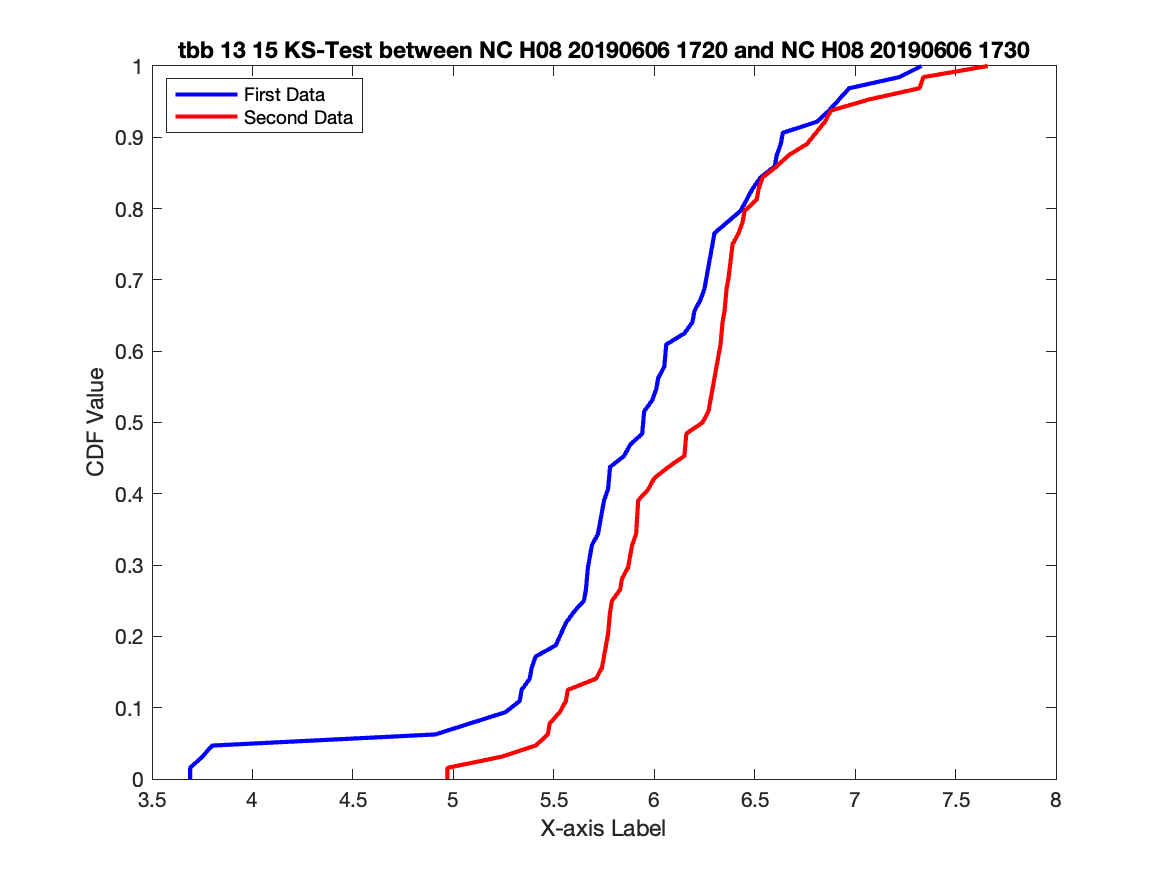 tbb 13 15 KS-Test between NC H08 20190606 1720 and NC H08 20190606 1730
First Data
Second Data
1
0.9
0.8
0.7
0.6
0.5
0.4
0.3
0.2
0.1
0
CDF Value
3.5 4 4.5 5 5.5 6 6.5 7 7.5 8
X-axis Label